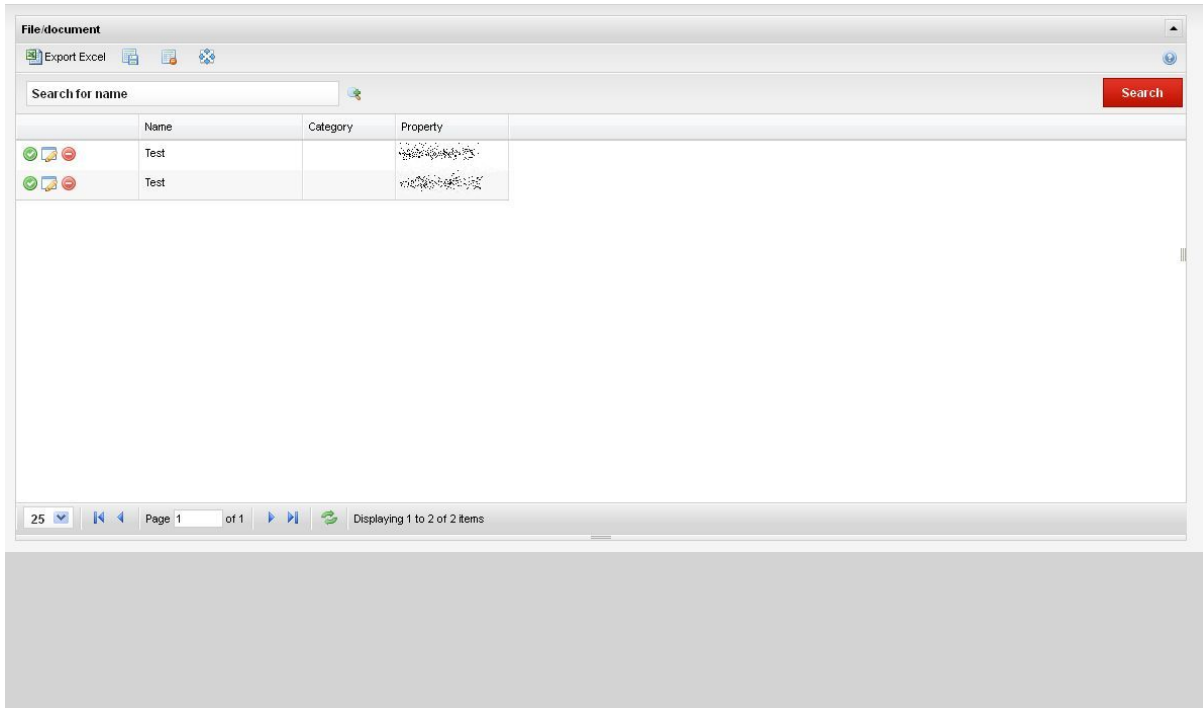 File/document
Export Excel
Search for name
Search
Name Category Property
Test
Test
25 Page 1 of 1 Displaying 1 to 2 of 2 items